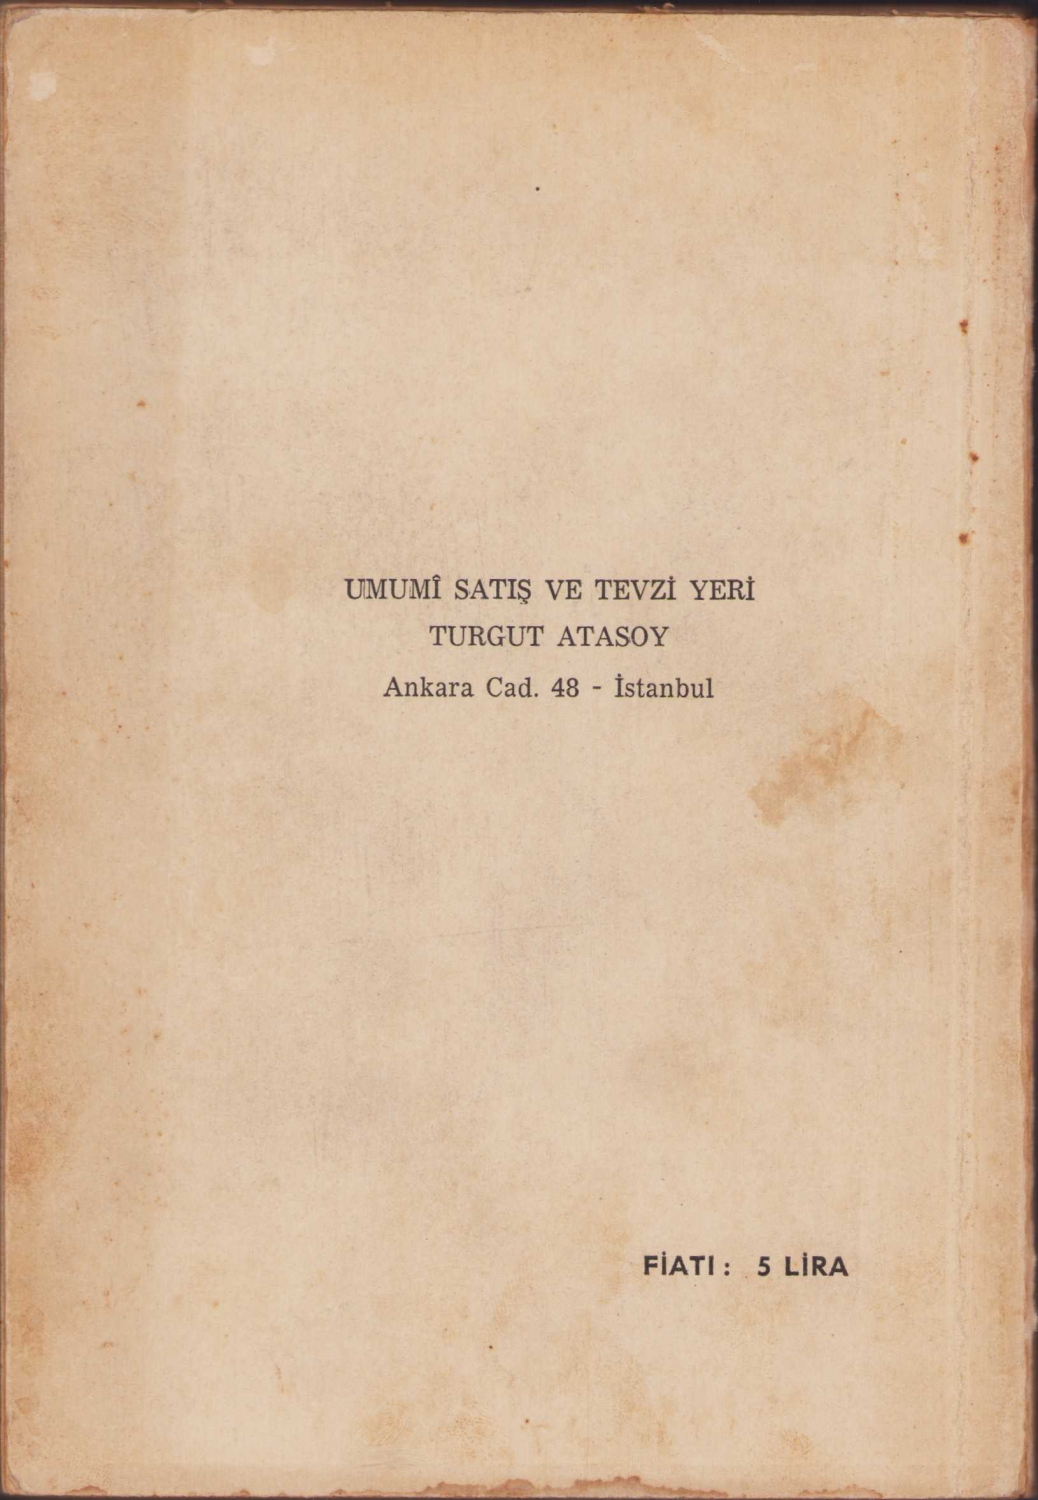 UMUMÎ SATIŞ VE TEVZİ YERİ
TURGUT ATASOY
Ankara Cad. 48 - İstanbul
FİATI : 5 LİRA